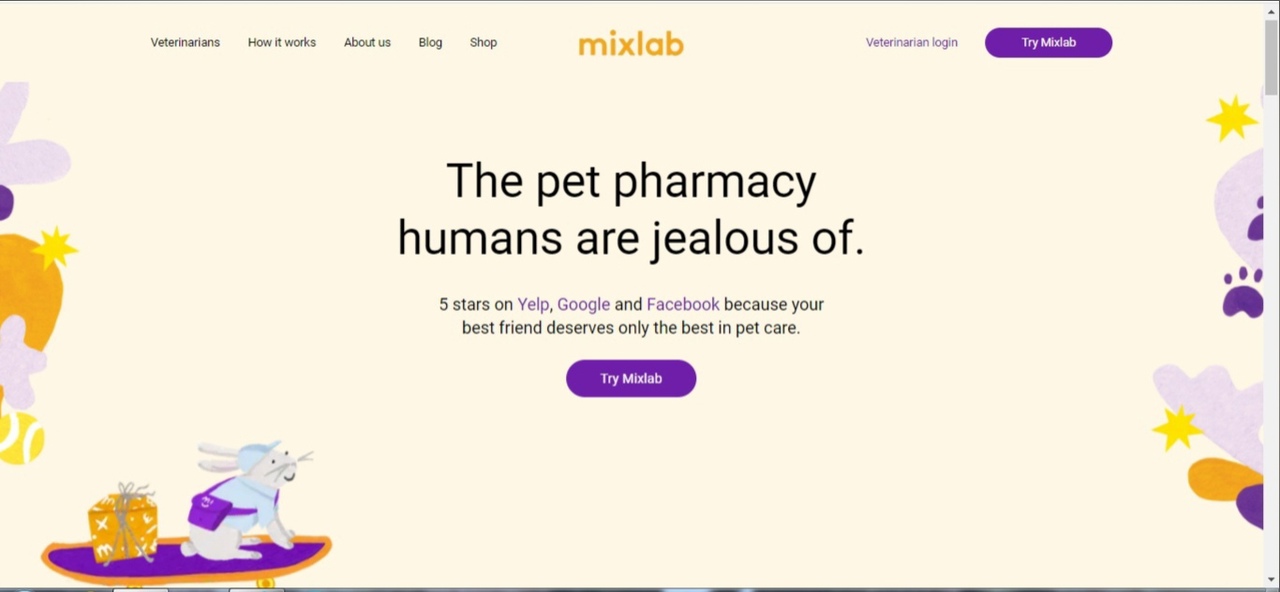 Veterinarians How it works About us Blog Shop mixlab Veterinarian login Try Mixlab
The pet pharmacy
humans are jealous of.
5 stars on Yelp, Google and Facebook because your
best friend deserves only the best in pet care.
Try Mixlab